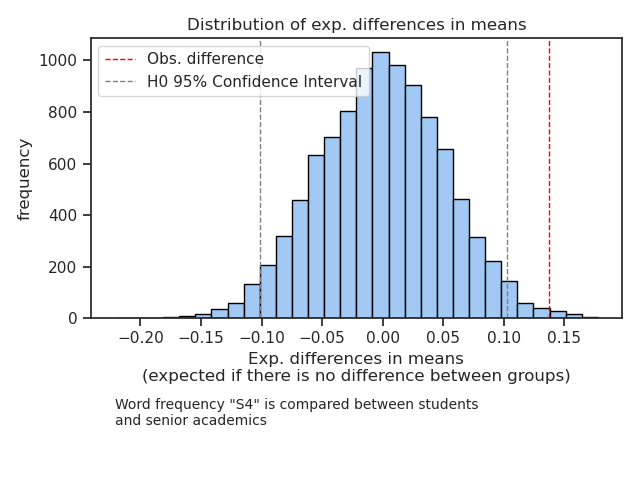 Distribution of exp. differences in means
Obs. difference
H0 95% Confidence Interval
frequency
1000
800
600
400
200
0
−0.20 −0.15 −0.10 −0.05 0.00 0.05 0.10 0.15
Exp. differences in means
(expected if there is no difference between groups)
Word frequency "S4" is compared between students
and senior academics